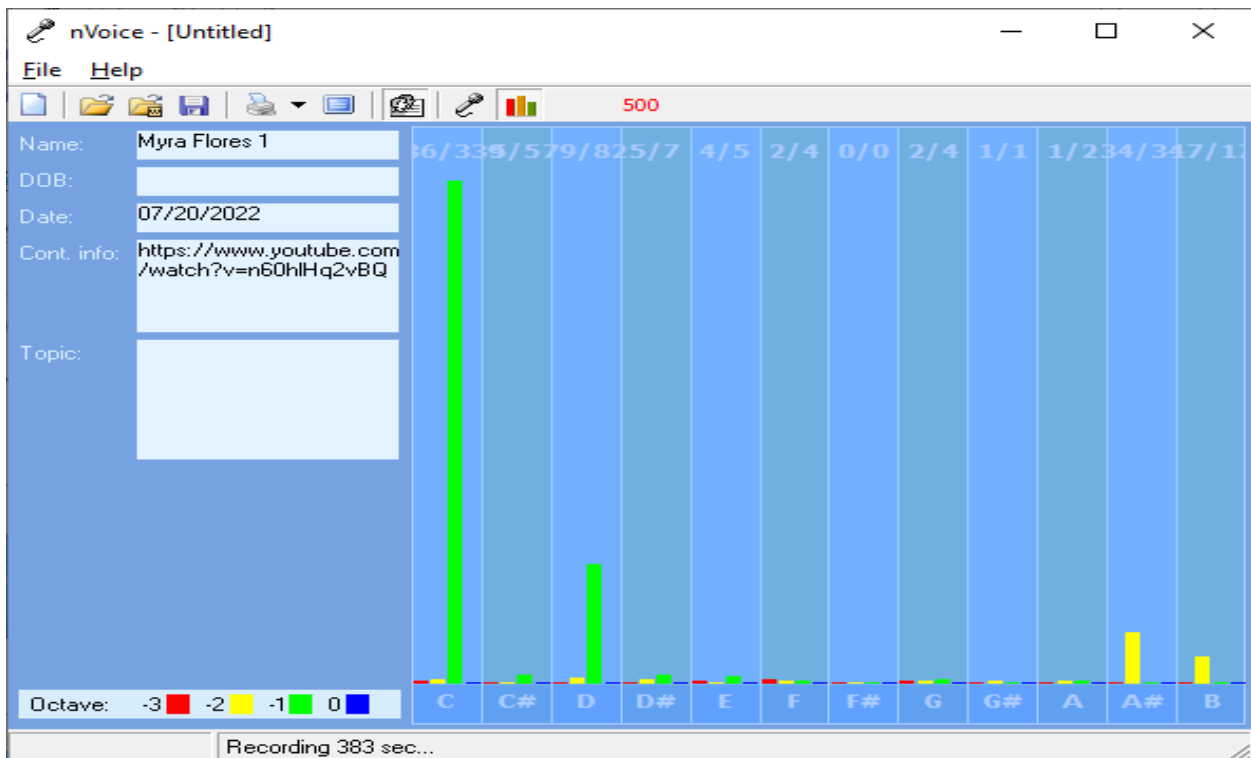 nVoice - [Untitled]
File Help
500
Name: Myra Flores 1
DOB:
Date: 07/20/2022
Cont. info: https://www.youtube.com
/watch?v=n60hlHq2vBQ
Topic:
4/5 2/4 0/0 2/4 1/1
C C# D D# E F F# G G# A A# B
Octave: -3 -2 -1 0
Recording 383 sec...